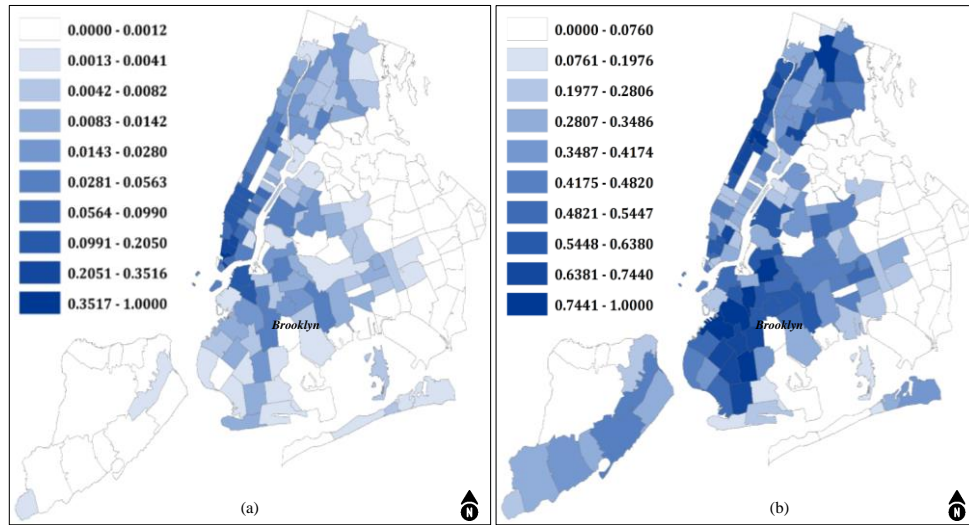 0.0000 - 0.0012
0.0013 - 0.0041
0.0042 - 0.0082
0.0083 - 0.0142
0.0143 - 0.0280
0.0281 - 0.0563
0.0564 - 0.0990
0.0991 - 0.2050
0.2051 - 0.3516
0.3517 - 1.0000
Brooklyn
(a)
N
0.0000 - 0.0760
0.0761 - 0.1976
0.1977 - 0.2806
0.2807 - 0.3486
0.3487 - 0.4174
0.4175 - 0.4820
0.4821 - 0.5447
0.5448 - 0.6380
0.6381 - 0.7440
0.7441 - 1.0000
Brooklyn
(b)
N